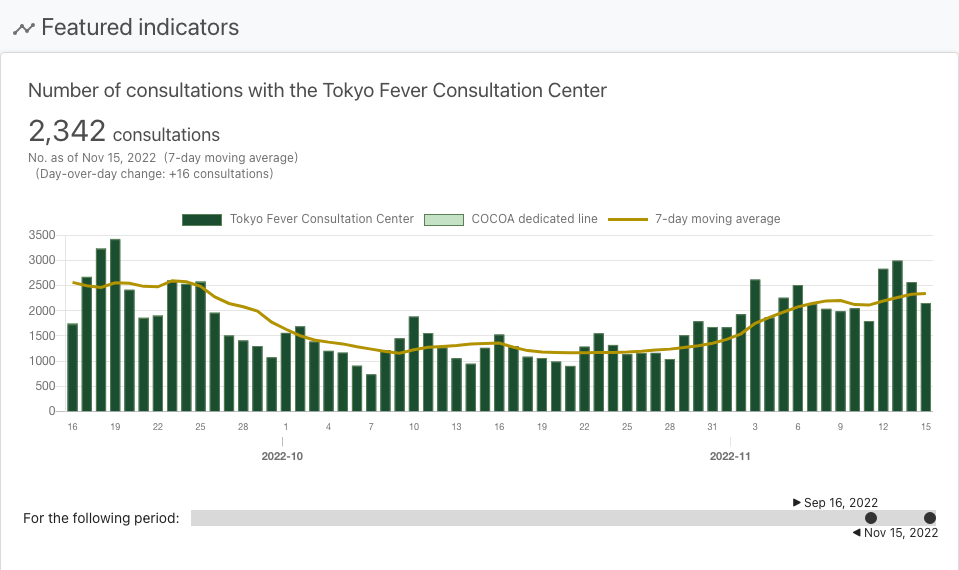 Featured indicators
Number of consultations with the Tokyo Fever Consultation Center
2,342 consultations
No. as of Nov 15, 2022 (7-day moving average)
(Day-over-day change: +16 consultations)
Tokyo Fever Consultation Center COCOA dedicated line 7-day moving average
3500
3000
2500
2000
1500
1000
500
0
16 19 22 25 28 1 4 7 10 13 16 19 22 25 28 31 3 6 9 12 15
2022-10 2022-11
Sep 16, 2022
For the following period:
Nov 15, 2022